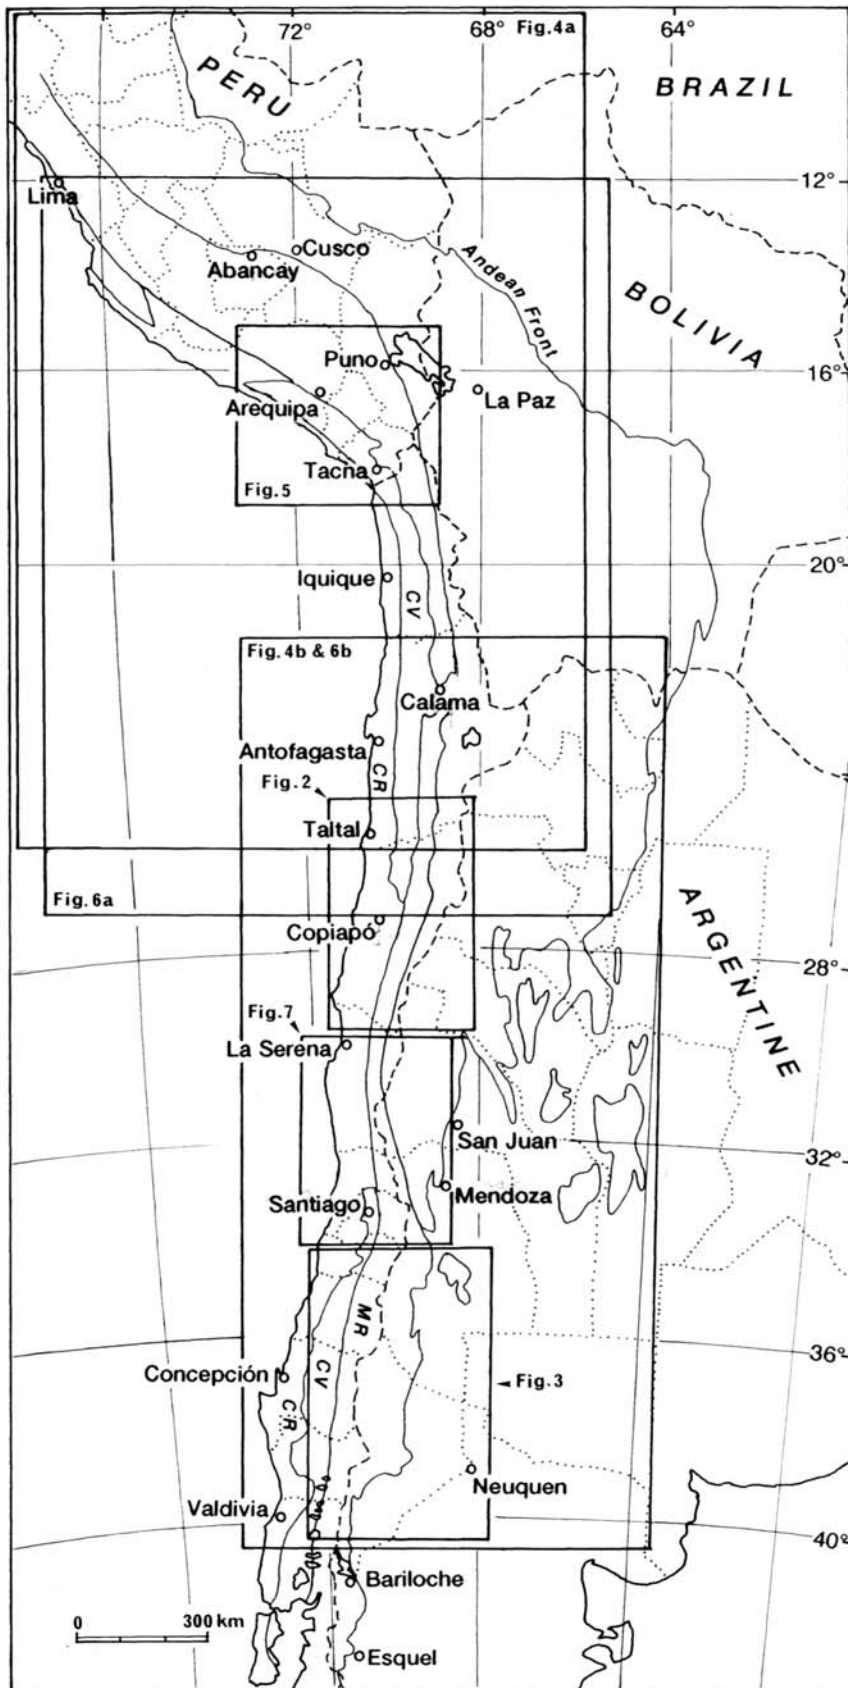 72°
68°
Fig.4a
64°
PERU
BRAZIL
12°
Lima
Cusco
Abancay
Andean Front
BOLIVIA
Puno
16°
La Paz
Arequipa
Tacna
Fig.5
20°
Iquique
CV
Fig.4b & 6b
Calama
Antofagasta
CR
Fig.2
Taltal
Fig.6a
ARGENTINE
Copiapó
28°
Fig.7
La Serena
San Juan
32°
Mendoza
Santiago
MR
36°
Concepción
CV
Fig.3
CR
Neuquen
Valdivia
40°
Bariloche
0 300 km
Esquel